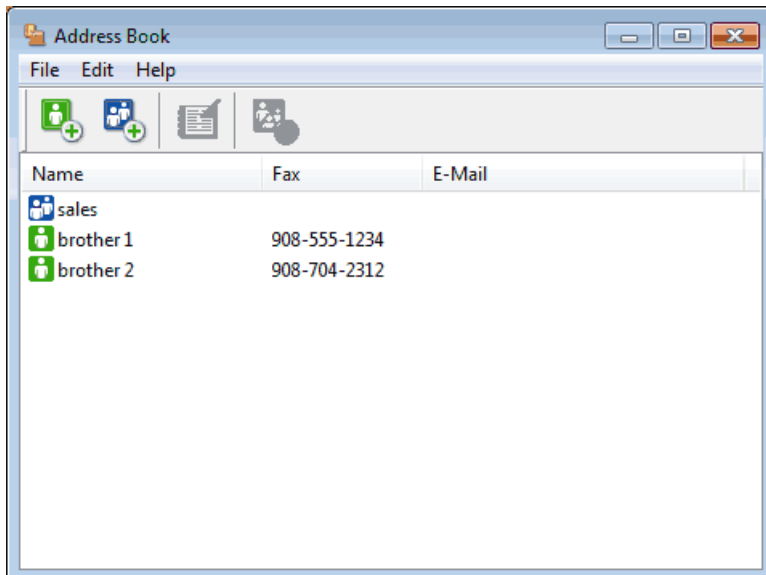 Address Book
File Edit Help
Name Fax E-Mail
sales
brother 1 908-555-1234
brother 2 908-704-2312